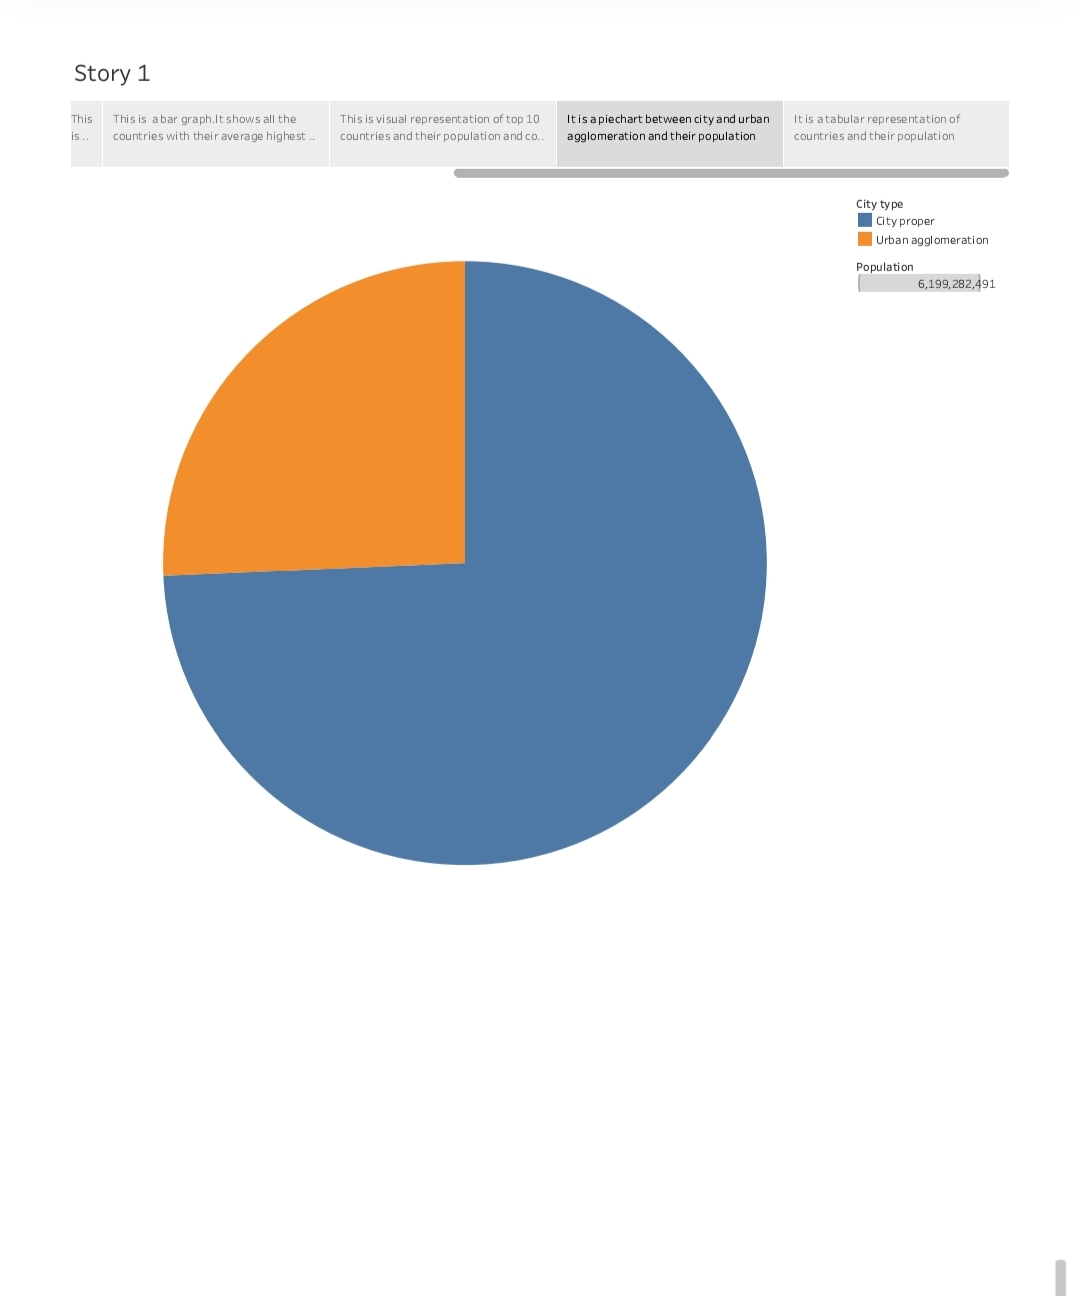 Story 1
This
is ..
This is a bar graph.It shows all the
countries with their average highest ..
This is visual representation of top 10
countries and their population and co..
It is a piechart between city and urban
agglomeration and their population
It is a tabular representation of
countries and their population
City type
City proper
Urban agglomeration
Population
6,199,282,491